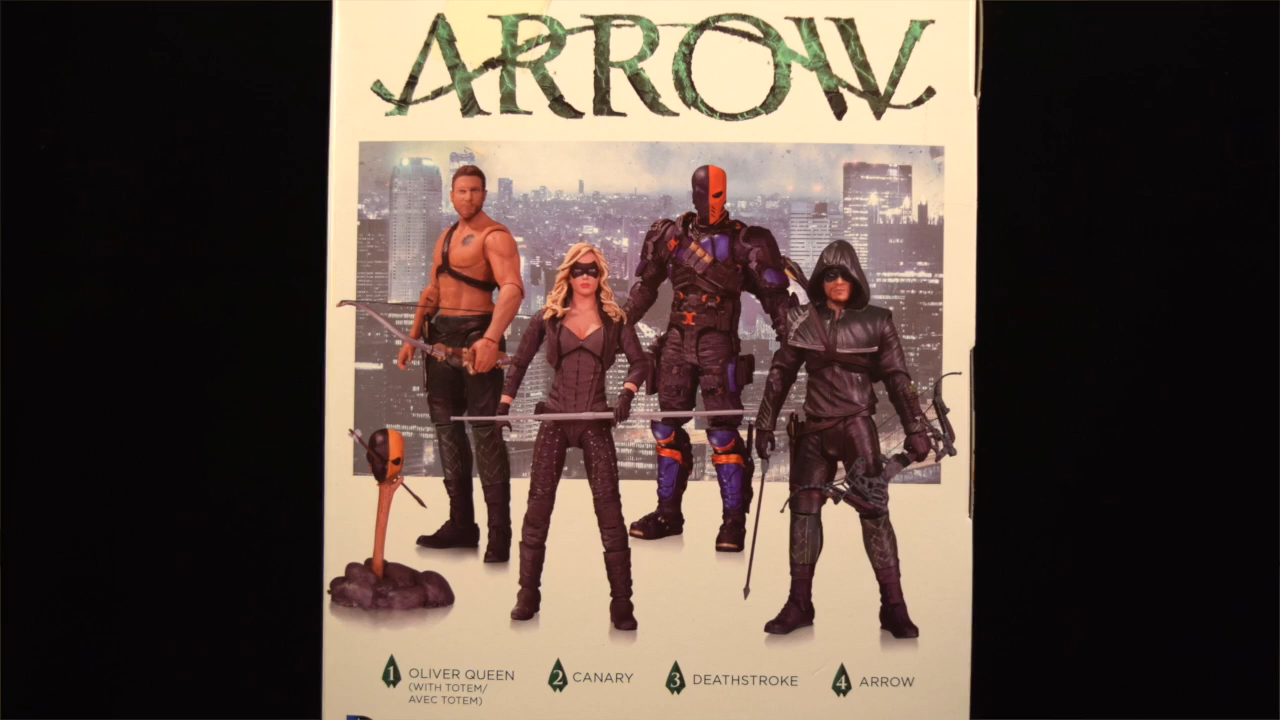 ARROW
1 OLIVER QUEEN
(WITH TOTEM/
AVEC TOTEM)
2 CANARY
3 DEATHSTROKE
4 ARROW